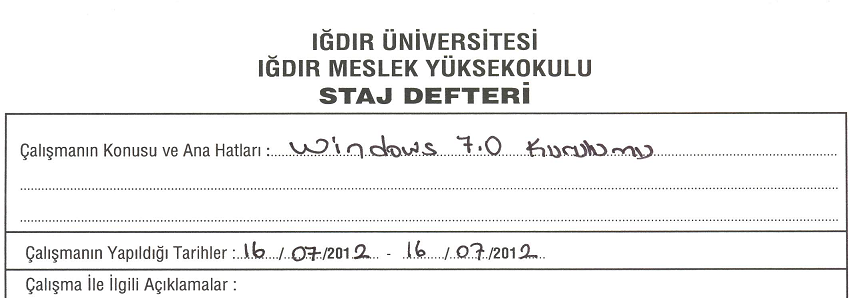 IĞDIR ÜNİVERSİTESİ
IĞDIR MESLEK YÜKSEKOKULU
STAJ DEFTERİ
Çalışmanın Konusu ve Ana Hatları : Windows 7.0 Kurulumu
Çalışmanın Yapıldığı Tarihler : 16 / 07 /2012 - 16 / 07 /2012
Çalışma İle İlgili Açıklamalar :